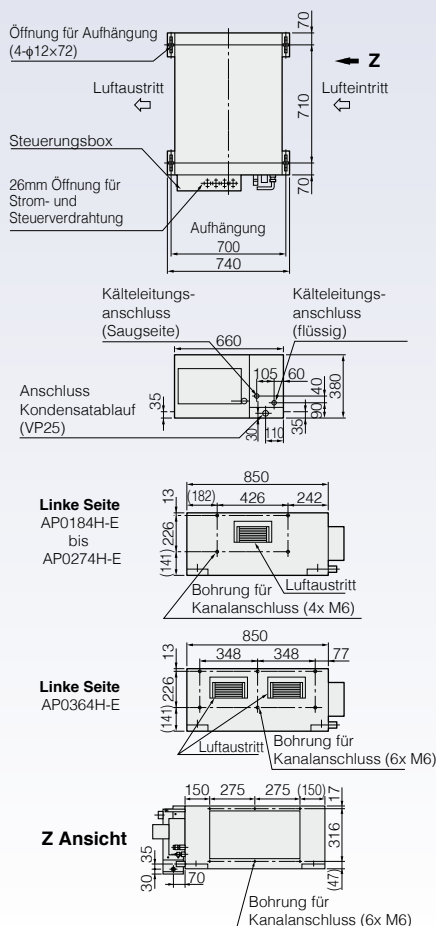 70
Öffnung für Aufhängung
(4-ϕ12×72)
Z
Luftaustritt
Lufteintritt
710
Steuerungsbox
26mm Öffnung für
Strom- und
Steuerverdrahtung
70
Aufhängung
700
740
Kälteleitungs-
anschluss
(Saugseite)
Kälteleitungs-
anschluss
(flüssig)
660
105
60
40
380
90
35
Anschluss
Kondensatablauf
(VP25)
30
110
35
850
13
(182)
426
242
Linke Seite
AP0184H-E
bis
AP0274H-E
226
(141)
Luftaustritt
Bohrung für
Kanalanschluss (4x M6)
850
13
348
348
77
Linke Seite
AP0364H-E
226
(141)
Luftaustritt
Bohrung für
Kanalanschluss (6x M6)
150
275
275
(150)
17
Z Ansicht
316
35
30
70
(47)
Bohrung für
Kanalanschluss (6x M6)